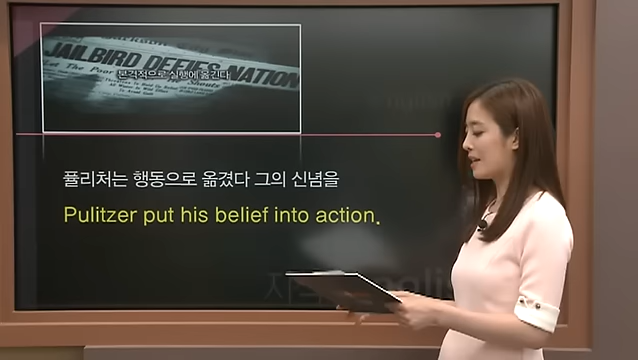 JAILBIRD DEFIES NATION
본격적으로 실행에 옮긴다
퓰리처는 행동으로 옮겼다 그의 신념을
Pulitzer put his belief into action.